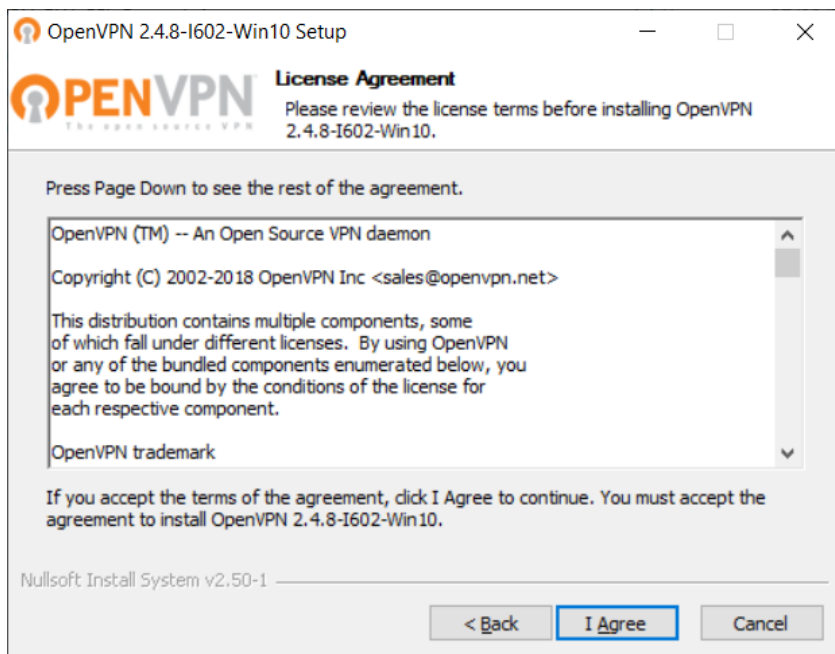 OpenVPN 2.4.8-I602-Win10 Setup
OPENVPN
The open source VPN
License Agreement
Please review the license terms before installing OpenVPN
2.4.8-I602-Win10.
Press Page Down to see the rest of the agreement.
OpenVPN (TM) -- An Open Source VPN daemon
Copyright (C) 2002-2018 OpenVPN Inc <sales@openvpn.net>
This distribution contains multiple components, some
of which fall under different licenses.  By using OpenVPN
or any of the bundled components enumerated below, you
agree to be bound by the conditions of the license for
each respective component.
OpenVPN trademark
If you accept the terms of the agreement, click I Agree to continue. You must accept the
agreement to install OpenVPN 2.4.8-I602-Win10.
Nullsoft Install System v2.50-1
< Back
I Agree
Cancel